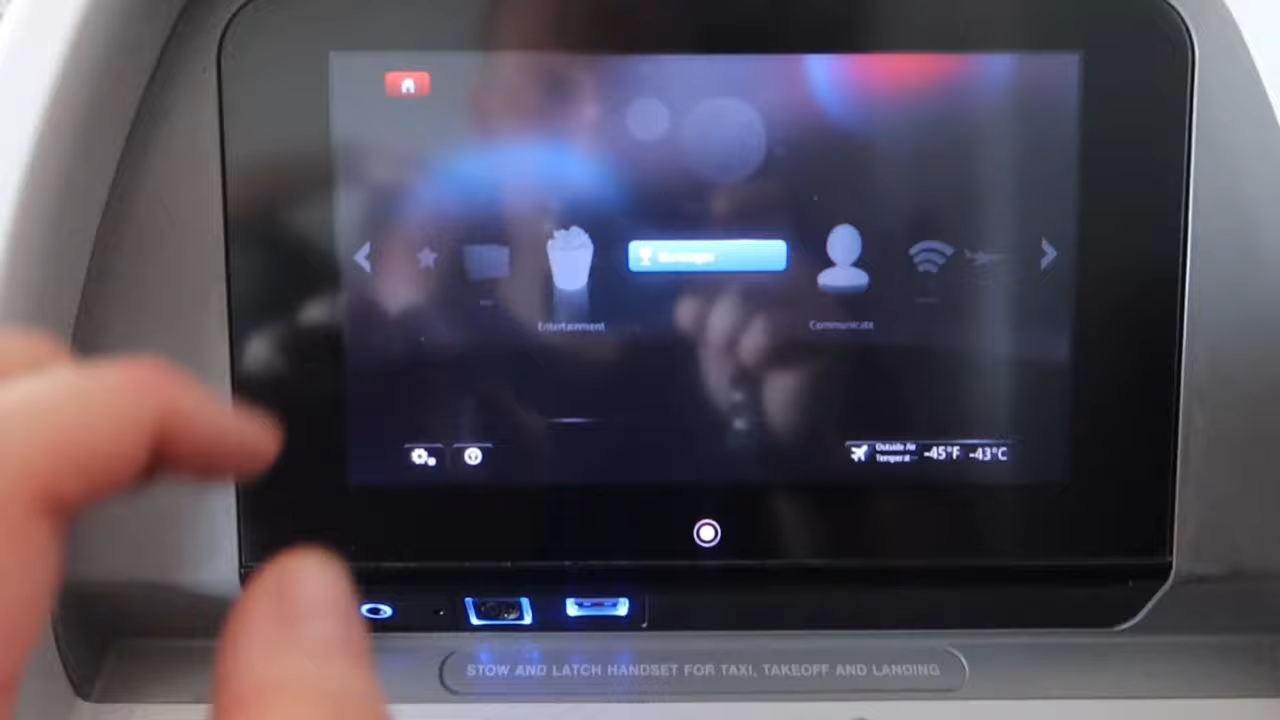 Entertainment
Communicate
Outside Air
Temperat
-45°F -43°C
STOW AND LATCH HANDSET FOR TAXI, TAKEOFF AND LANDING